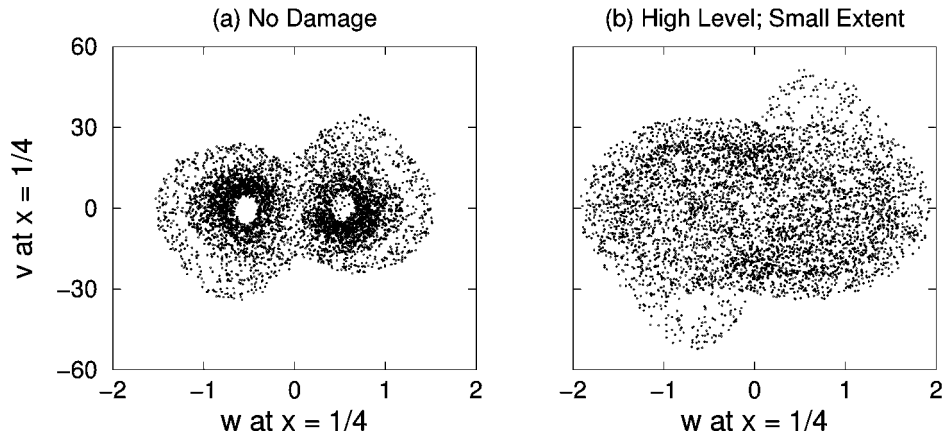 (a) No Damage
(b) High Level; Small Extent
60
30
0
−30
−60
v at x = 1/4
−2 −1 0 1 2
−2 −1 0 1 2
w at x = 1/4
w at x = 1/4